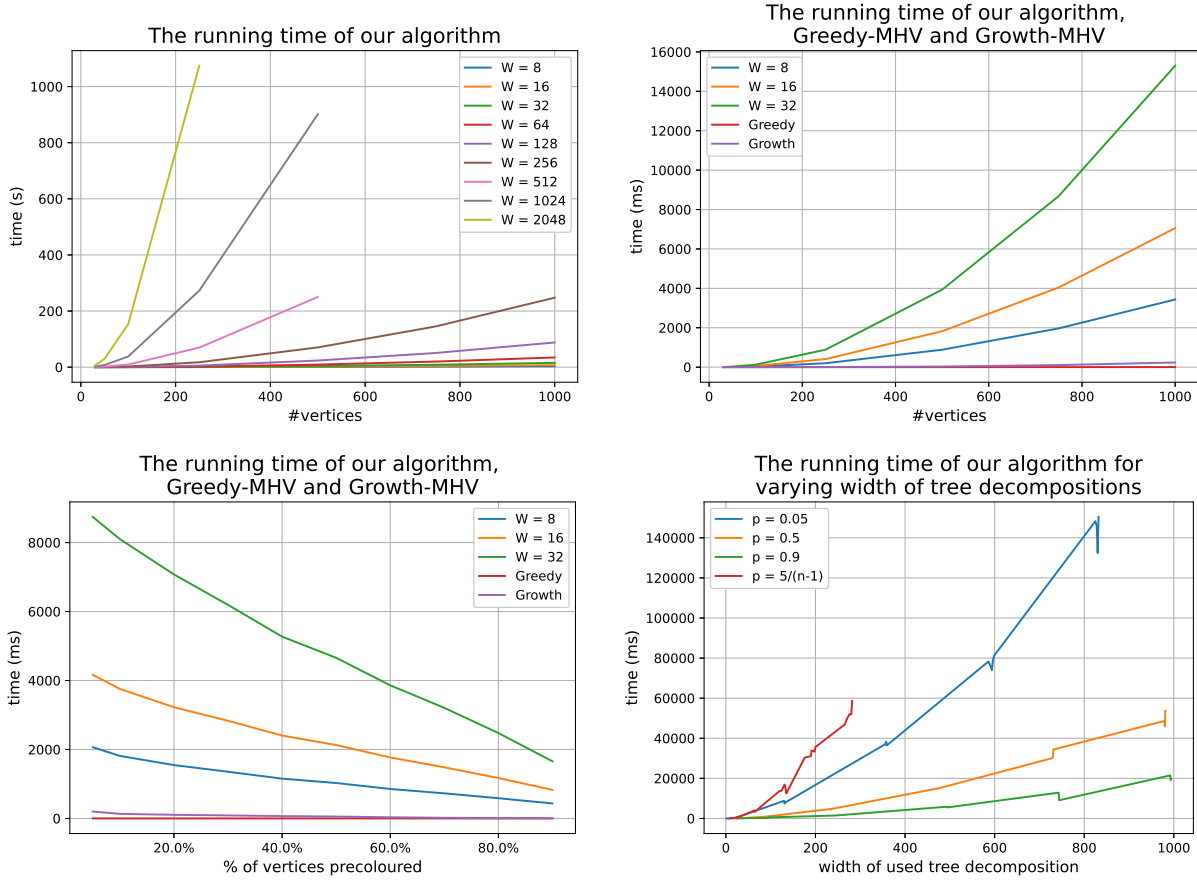 The running time of our algorithm
1000
800
600
400
200
0
time (s)
0 200 400 600 800 1000
#vertices
W = 8
W = 16
W = 32
W = 64
W = 128
W = 256
W = 512
W = 1024
W = 2048
The running time of our algorithm,
Greedy-MHV and Growth-MHV
16000
14000
12000
10000
8000
6000
4000
2000
0
time (ms)
0 200 400 600 800 1000
#vertices
W = 8
W = 16
W = 32
Greedy
Growth
The running time of our algorithm,
Greedy-MHV and Growth-MHV
8000
6000
4000
2000
0
time (ms)
20.0% 40.0% 60.0% 80.0%
% of vertices precoloured
W = 8
W = 16
W = 32
Greedy
Growth
The running time of our algorithm for
varying width of tree decompositions
140000
120000
100000
80000
60000
40000
20000
0
time (ms)
0 200 400 600 800 1000
width of used tree decomposition
p = 0.05
p = 0.5
p = 0.9
p = 5/(n-1)